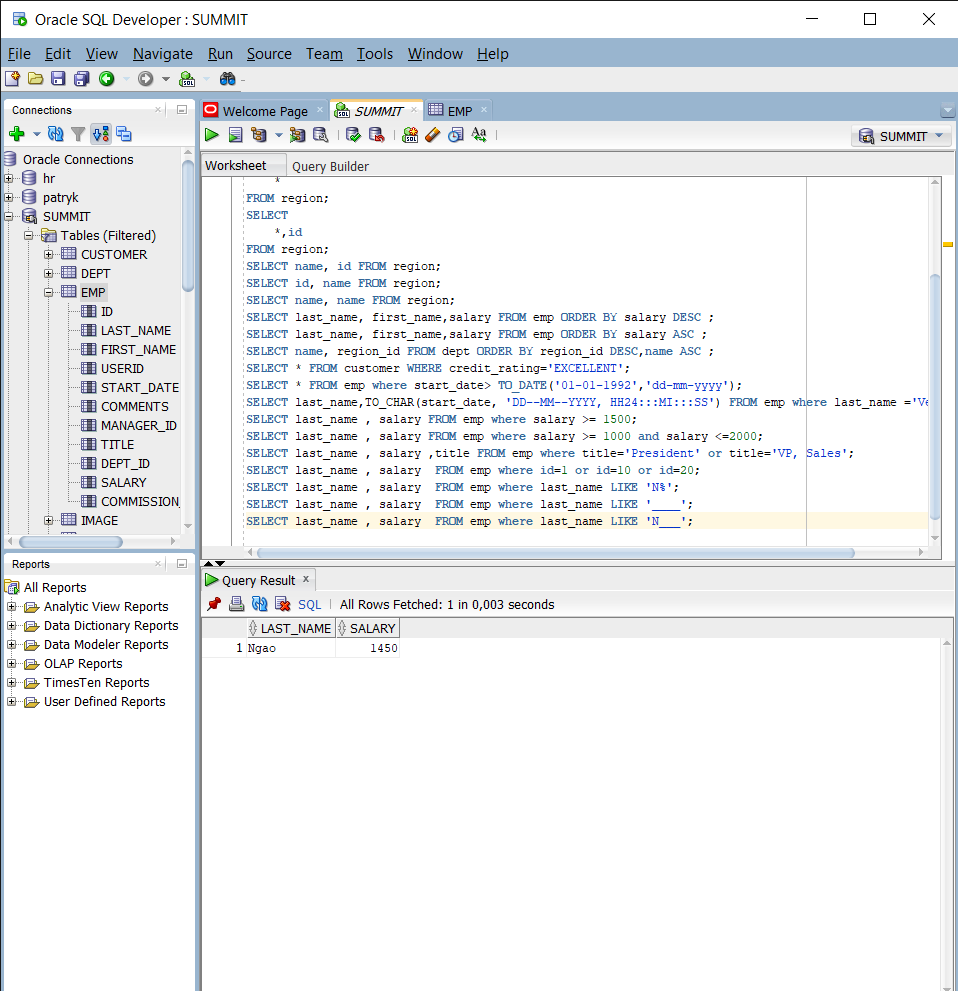 Oracle SQL Developer : SUMMIT
File Edit View Navigate Run Source Team Tools Window Help
Connections
Oracle Connections
hr
patryk
SUMMIT
Tables (Filtered)
CUSTOMER
DEPT
EMP
ID
LAST_NAME
FIRST_NAME
USERID
START_DATE
COMMENTS
MANAGER_ID
TITLE
DEPT_ID
SALARY
COMMISSION_
IMAGE
Reports
All Reports
Analytic View Reports
Data Dictionary Reports
Data Modeler Reports
OLAP Reports
TimesTen Reports
User Defined Reports
Welcome Page SUMMIT EMP
SUMMIT
Worksheet Query Builder
*
FROM region;
SELECT
*,id
FROM region;
SELECT name, id FROM region;
SELECT id, name FROM region;
SELECT name, name FROM region;
SELECT last_name, first_name,salary FROM emp ORDER BY salary DESC ;
SELECT last_name, first_name,salary FROM emp ORDER BY salary ASC ;
SELECT name, region_id FROM dept ORDER BY region_id DESC,name ASC ;
SELECT * FROM customer WHERE credit_rating='EXCELLENT';
SELECT * FROM emp where start_date> TO_DATE('01-01-1992','dd-mm-yyyy');
SELECT last_name,TO_CHAR(start_date, 'DD--MM--YYYY, HH24:::MI:::SS') FROM emp where last_name ='Ve
SELECT last_name , salary FROM emp where salary >= 1500;
SELECT last_name , salary FROM emp where salary >= 1000 and salary <=2000;
SELECT last_name , salary ,title FROM emp where title='President' or title='VP, Sales';
SELECT last_name , salary  FROM emp where id=1 or id=10 or id=20;
SELECT last_name , salary  FROM emp where last_name LIKE 'N%';
SELECT last_name , salary  FROM emp where last_name LIKE '____';
SELECT last_name , salary  FROM emp where last_name LIKE 'N___';
Query Result
SQL | All Rows Fetched: 1 in 0,003 seconds
LAST_NAME SALARY
1 Ngao 1450